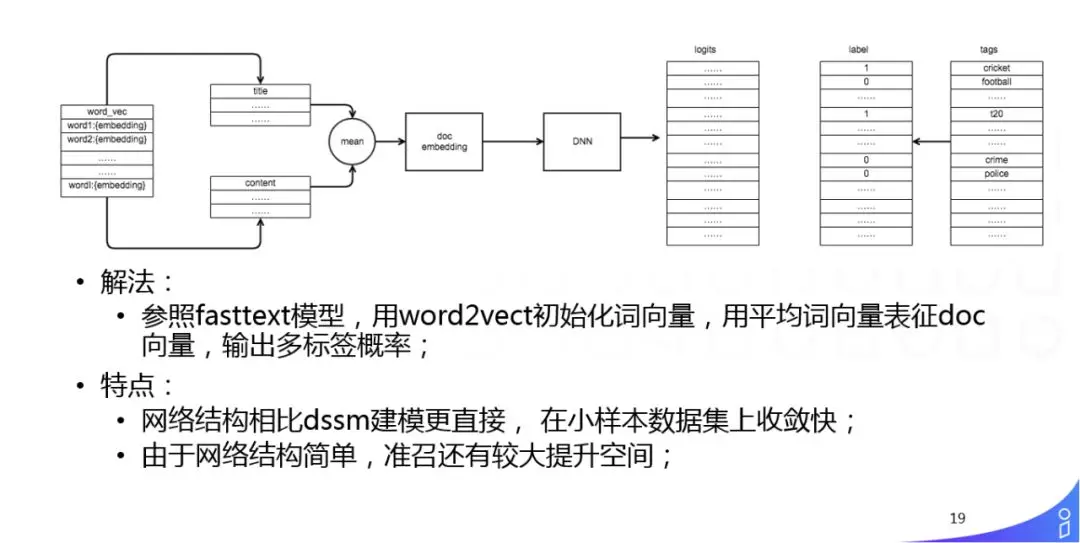 logits
label
tags
word_vec
word1:{embedding}
word2:{embedding}
......
......
wordl:{embedding}
title
......
......
content
......
......
mean
doc
embedding
DNN
......
......
......
......
......
......
......
......
......
......
......
......
1
0
......
1
......
......
0
0
......
......
......
......
cricket
football
......
t20
......
......
crime
police
......
......
......
......
• 解法：
• 参照fasttext模型，用word2vect初始化词向量，用平均词向量表征doc
向量，输出多标签概率；
• 特点：
• 网络结构相比dssm建模更直接， 在小样本数据集上收敛快；
• 由于网络结构简单，准召还有较大提升空间；
19